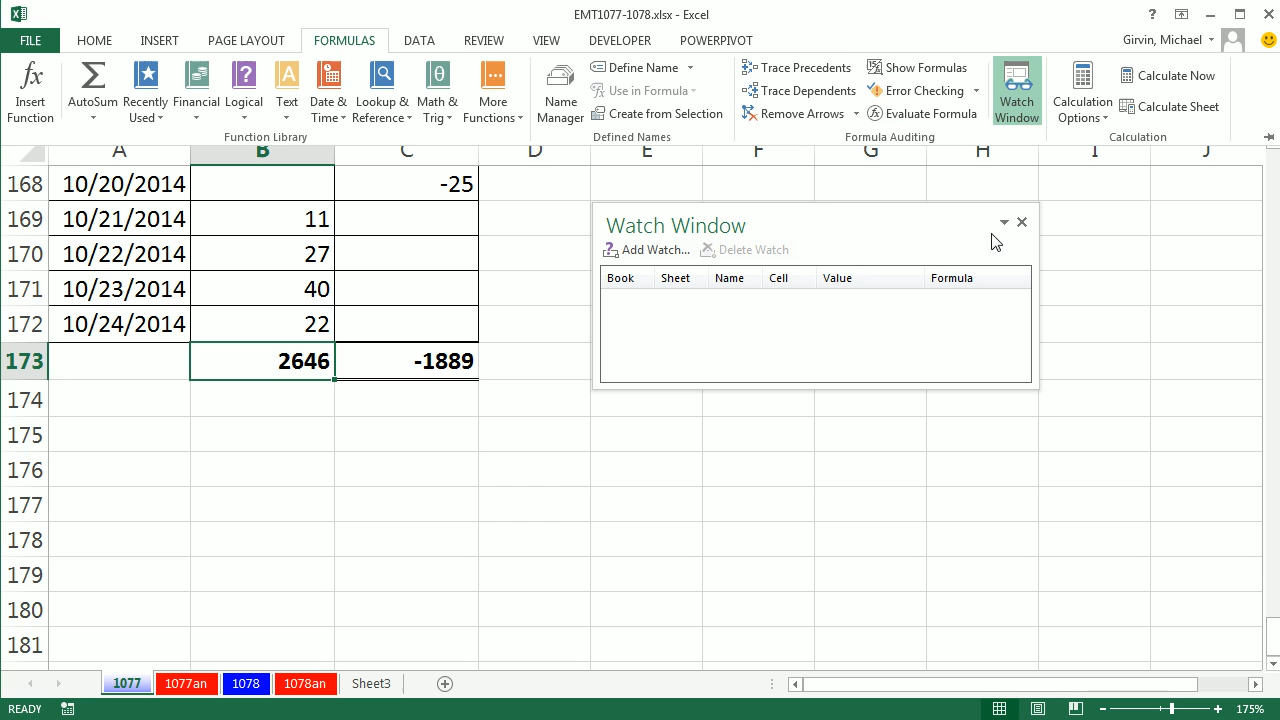 EMT1077-1078.xlsx - Excel
?
FILE HOME INSERT PAGE LAYOUT FORMULAS DATA REVIEW VIEW DEVELOPER POWERPIVOT Girvin, Michael
Insert Function
AutoSum
Recently Used
Financial
Logical
Text
Date & Time
Lookup & Reference
Math & Trig
More Functions
Function Library
Name Manager
Define Name
Use in Formula
Create from Selection
Defined Names
Trace Precedents
Trace Dependents
Remove Arrows
Show Formulas
Error Checking
Evaluate Formula
Formula Auditing
Watch Window
Calculation Options
Calculate Now
Calculate Sheet
Calculation
A B C D E F G H I J
168 10/20/2014 -25
169 10/21/2014 11
170 10/22/2014 27
171 10/23/2014 40
172 10/24/2014 22
173 2646 -1889
174
175
176
177
178
179
180
181
Watch Window
Add Watch... Delete Watch
Book Sheet Name Cell Value Formula
1077 1077an 1078 1078an Sheet3
READY 175%